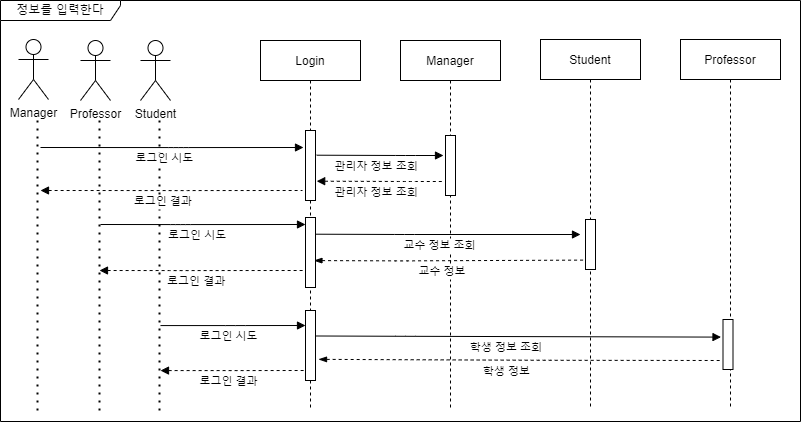 정보를 입력한다
Manager
Professor
Student
Login
Manager
Student
Professor
로그인 시도
관리자 정보 조회
관리자 정보 조회
로그인 결과
로그인 시도
교수 정보 조회
교수 정보
로그인 결과
로그인 시도
학생 정보 조회
학생 정보
로그인 결과